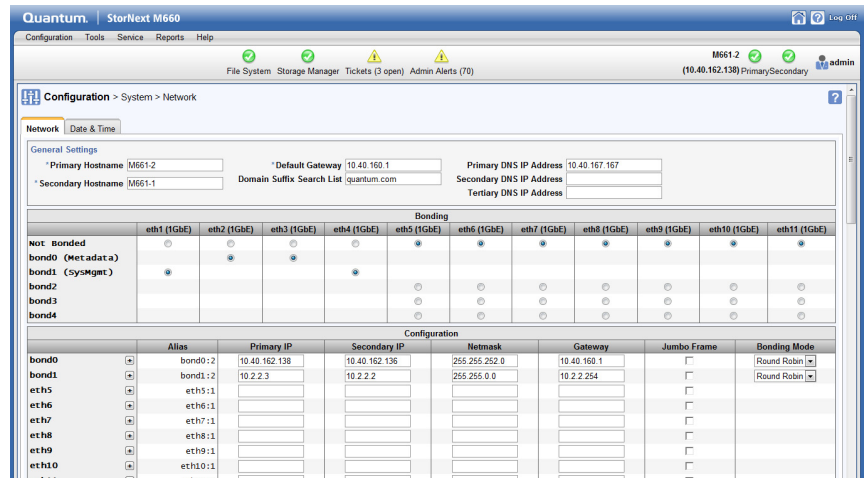 Quantum. StorNext M660 Log Off
Configuration Tools Service Reports Help
File System Storage Manager Tickets (3 open) Admin Alerts (70)
M661-2
(10.40.162.138) Primary Secondary
admin
Configuration > System > Network
Network Date & Time
General Settings
*Primary Hostname M661-2 *Default Gateway 10.40.160.1 Primary DNS IP Address 10.40.167.167
*Secondary Hostname M661-1 Domain Suffix Search List quantum.com Secondary DNS IP Address
Tertiary DNS IP Address
Bonding
eth1 (1GbE) eth2 (1GbE) eth3 (1GbE) eth4 (1GbE) eth5 (1GbE) eth6 (1GbE) eth7 (1GbE) eth8 (1GbE) eth9 (1GbE) eth10 (1GbE) eth11 (1GbE)
Not Bonded
bond0 (Metadata)
bond1 (SysMgmt)
bond2
bond3
bond4
Configuration
Alias Primary IP Secondary IP Netmask Gateway Jumbo Frame Bonding Mode
bond0 bond0:2 10.40.162.138 10.40.162.136 255.255.252.0 10.40.160.1 Round Robin
bond1 bond1:2 10.2.2.3 10.2.2.2 255.255.0.0 10.2.2.254 Round Robin
eth5 eth5:1
eth6 eth6:1
eth7 eth7:1
eth8 eth8:1
eth9 eth9:1
eth10 eth10:1